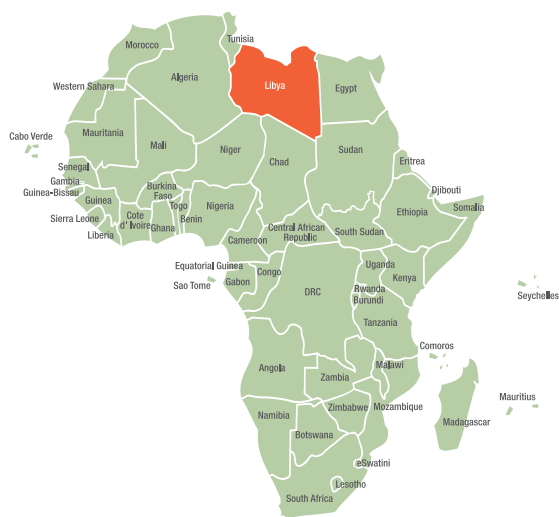 Tunisia
Morocco
Algeria
Libya
Egypt
Western Sahara
Mauritania
Mali
Niger
Chad
Sudan
Eritrea
Cabo Verde
Senegal
Gambia
Guinea-Bissau
Guinea
Sierra Leone
Liberia
Cote
d' Ivoire
Burkina
Faso
Ghana
Togo
Benin
Nigeria
Cameroon
Central African
Republic
South Sudan
Ethiopia
Djibouti
Somalia
Equatorial Guinea
Sao Tome
Gabon
Congo
DRC
Uganda
Kenya
Rwanda
Burundi
Tanzania
Seychelles
Comoros
Angola
Zambia
Malawi
Mozambique
Zimbabwe
Namibia
Botswana
Madagascar
Mauritius
eSwatini
Lesotho
South Africa